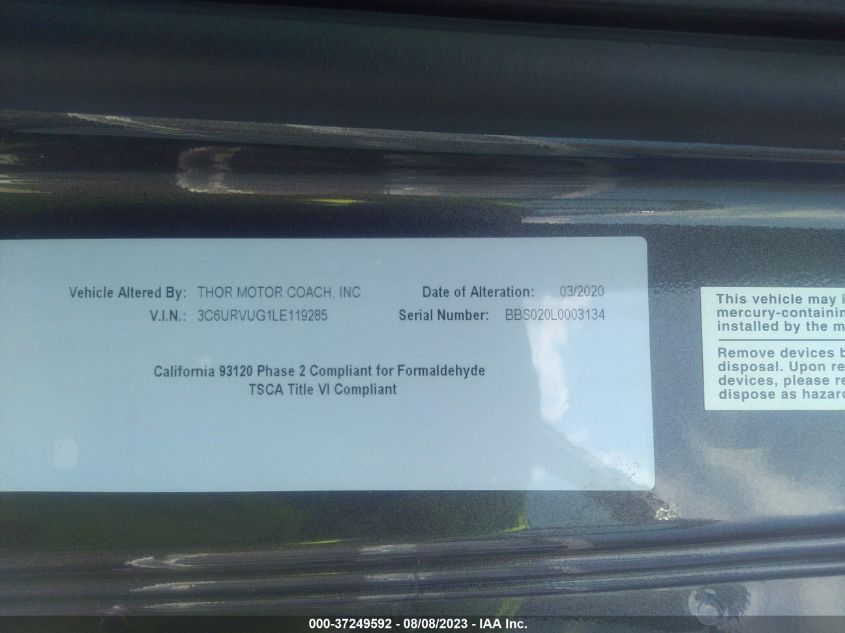 Vehicle Altered By: THOR MOTOR COACH, INC. Date of Alteration: 03/2020
V.I.N.: 3C6URVUG1LE119285 Serial Number: BBS020L0003134
California 93120 Phase 2 Compliant for Formaldehyde
TSCA Title VI Compliant
This vehicle may i
mercury-containin
installed by the m
Remove devices b
disposal. Upon re
devices, please re
dispose as hazar
000-37249592 - 08/08/2023 - IAA Inc.